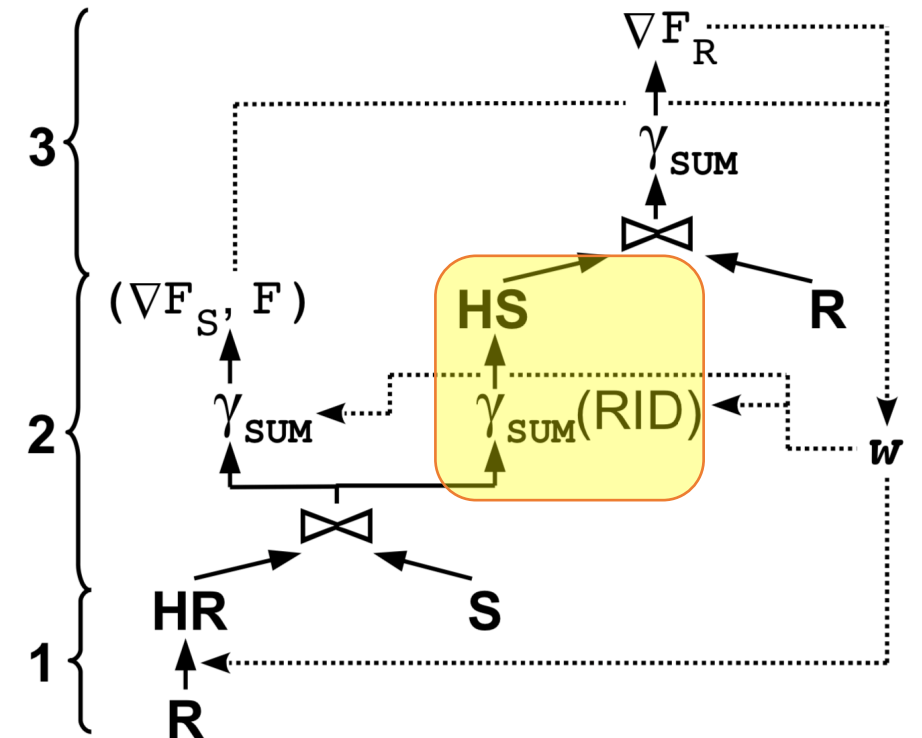 ∇F_R
3
γ_SUM
(∇F_S, F)
HS
R
2
γ_SUM
γ_SUM(RID)
w
HR
S
1
R